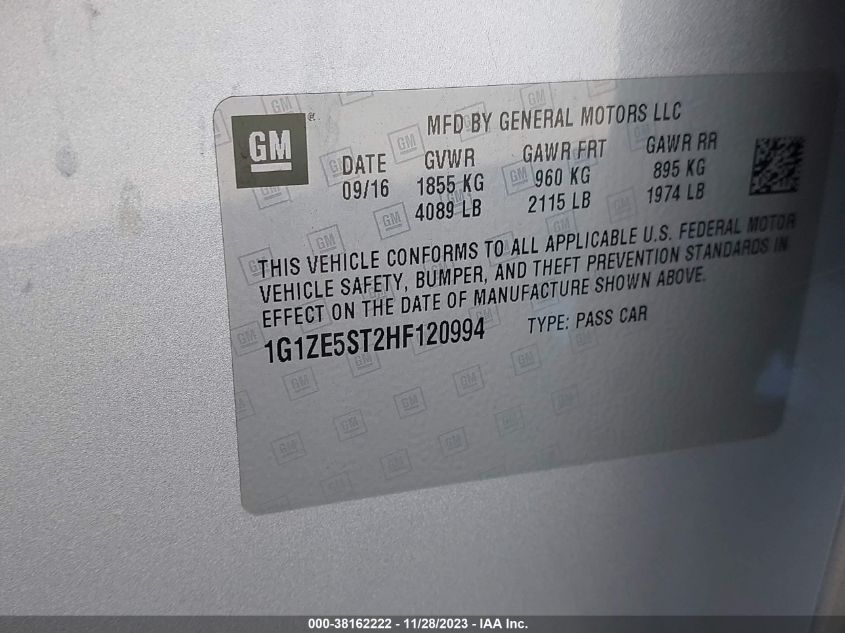 GM ®
MFD BY GENERAL MOTORS LLC
DATE GVWR GAWR FRT GAWR RR
09/16 1855 KG 960 KG 895 KG
4089 LB 2115 LB 1974 LB
THIS VEHICLE CONFORMS TO ALL APPLICABLE U.S. FEDERAL MOTOR
VEHICLE SAFETY, BUMPER, AND THEFT PREVENTION STANDARDS IN
EFFECT ON THE DATE OF MANUFACTURE SHOWN ABOVE.
1G1ZE5ST2HF120994 TYPE: PASS CAR
000-38162222 - 11/28/2023 - IAA Inc.